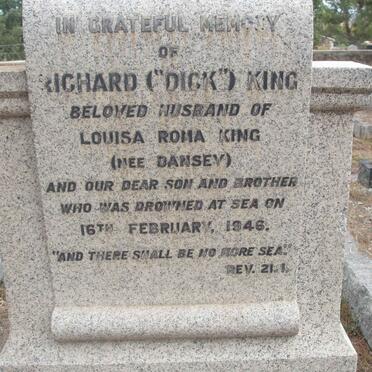 IN GRATEFUL MEMORY
OF
RICHARD ("DICK") KING
BELOVED HUSBAND OF
LOUISA ROMA KING
(NEE DANSEY)
AND OUR DEAR SON AND BROTHER
WHO WAS DROWNED AT SEA ON
16TH FEBRUARY, 1946.
"AND THERE SHALL BE NO MORE SEA."
REV. 21.1.